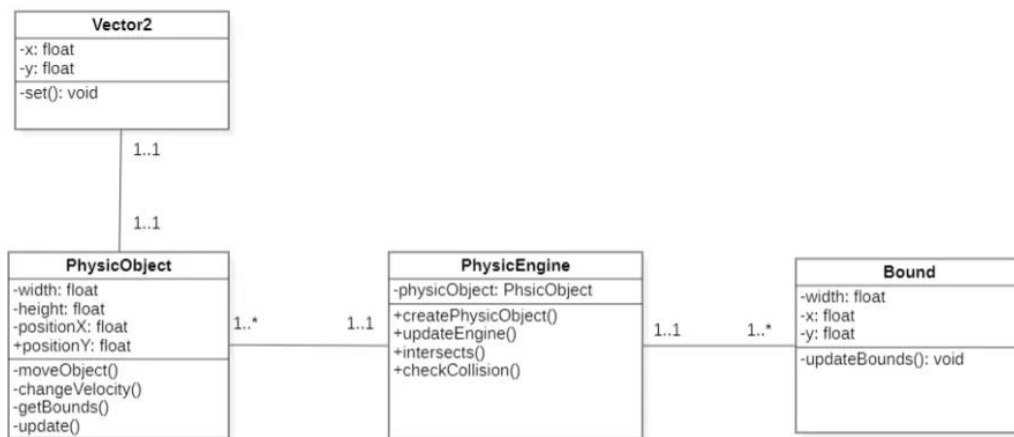 Vector2
-x: float
-y: float
-set(): void
1..1
1..1
PhysicObject
-width: float
-height: float
-positionX: float
+positionY: float
-moveObject()
-changeVelocity()
-getBounds()
-update()
1..*
1..1
PhysicEngine
-physicObject: PhsicObject
+createPhysicObject()
+updateEngine()
+intersects()
+checkCollision()
1..1
1..*
Bound
-width: float
-x: float
-y: float
-updateBounds(): void